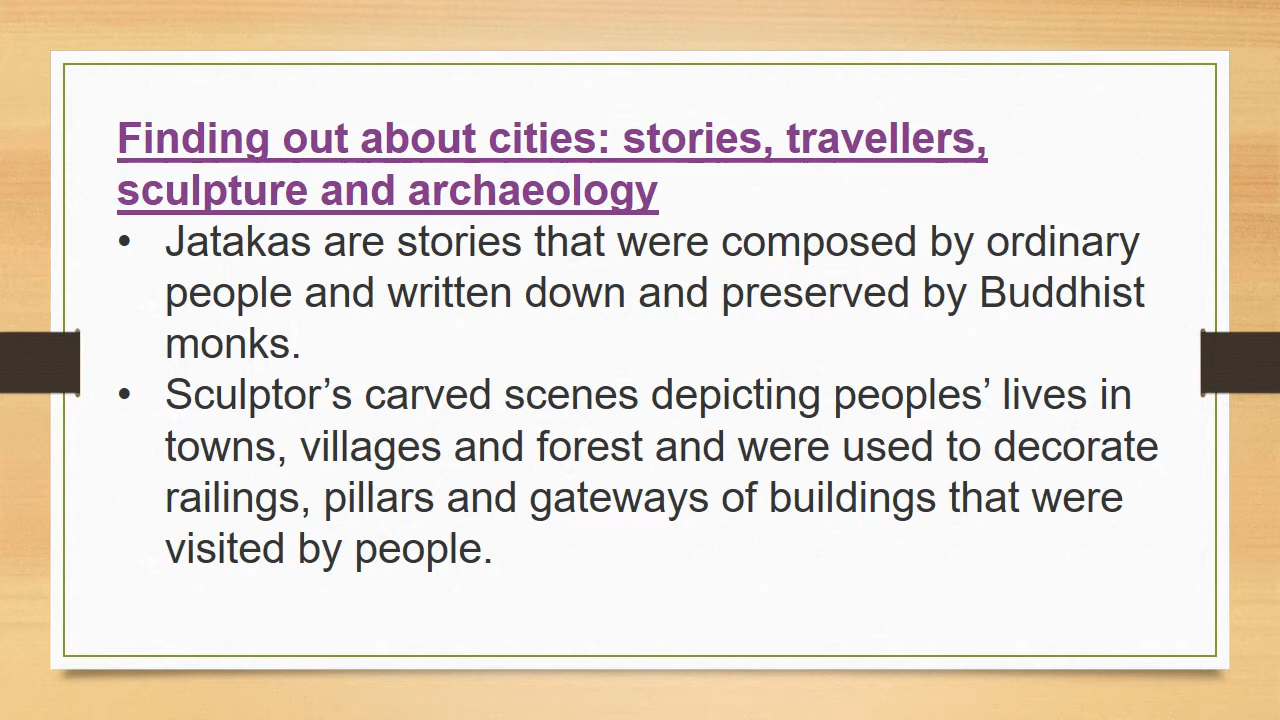 Finding out about cities: stories, travellers,
sculpture and archaeology
• Jatakas are stories that were composed by ordinary
people and written down and preserved by Buddhist
monks.
• Sculptor’s carved scenes depicting peoples’ lives in
towns, villages and forest and were used to decorate
railings, pillars and gateways of buildings that were
visited by people.